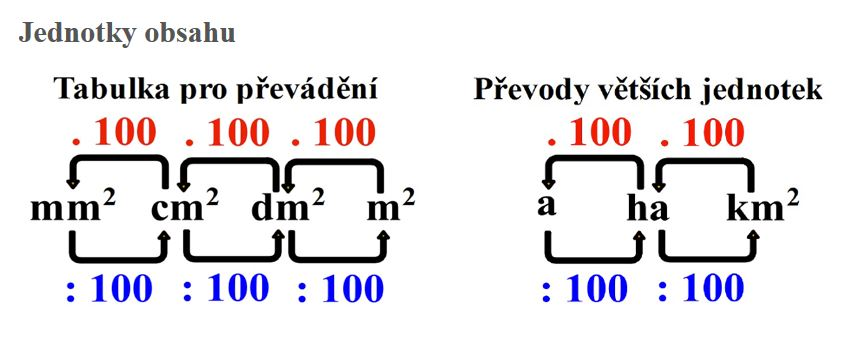 Jednotky obsahu
Tabulka pro převádění
. 100 . 100 . 100
mm² cm² dm² m²
: 100 : 100 : 100
Převody větších jednotek
. 100 . 100
a ha km²
: 100 : 100